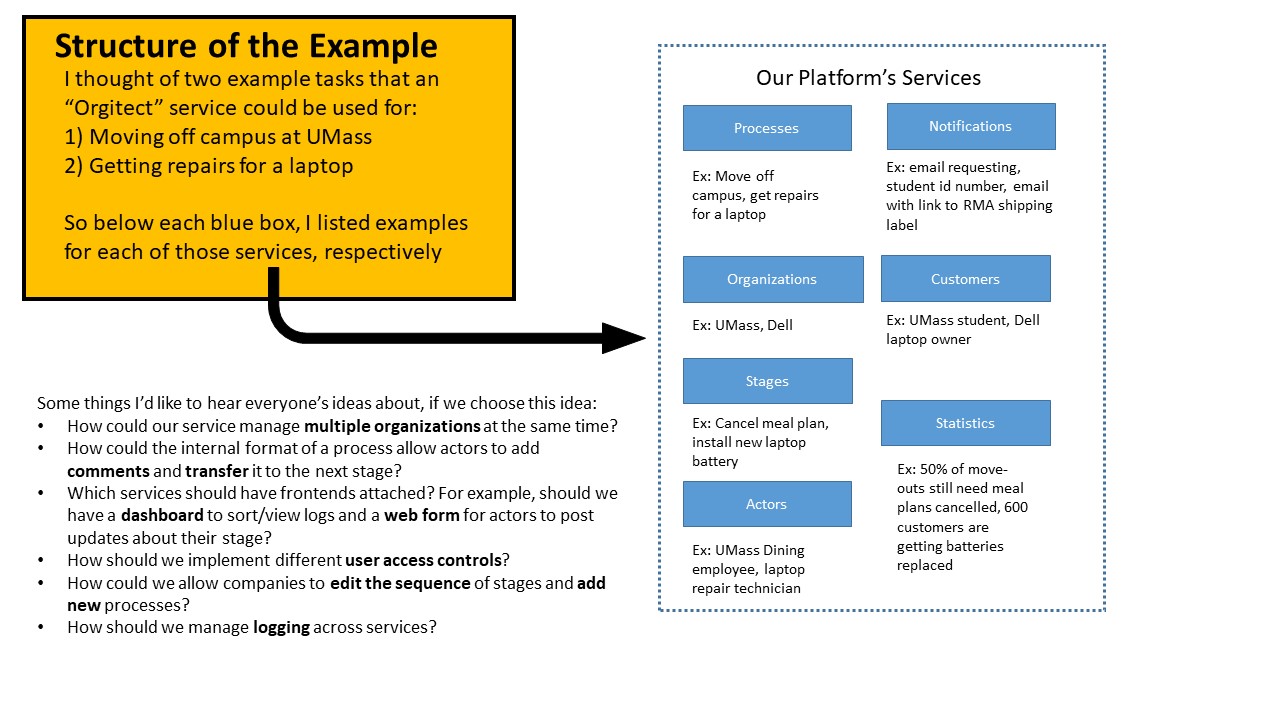 Structure of the Example
I thought of two example tasks that an
“Orgitect” service could be used for:
1) Moving off campus at UMass
2) Getting repairs for a laptop
So below each blue box, I listed examples
for each of those services, respectively
Some things I’d like to hear everyone’s ideas about, if we choose this idea:
• How could our service manage multiple organizations at the same time?
• How could the internal format of a process allow actors to add
comments and transfer it to the next stage?
• Which services should have frontends attached? For example, should we
have a dashboard to sort/view logs and a web form for actors to post
updates about their stage?
• How should we implement different user access controls?
• How could we allow companies to edit the sequence of stages and add
new processes?
• How should we manage logging across services?
Our Platform’s Services
Processes
Ex: Move off
campus, get repairs
for a laptop
Notifications
Ex: email requesting,
student id number, email
with link to RMA shipping
label
Organizations
Ex: UMass, Dell
Customers
Ex: UMass student, Dell
laptop owner
Stages
Ex: Cancel meal plan,
install new laptop
battery
Statistics
Ex: 50% of move-
outs still need meal
plans cancelled, 600
customers are
getting batteries
replaced
Actors
Ex: UMass Dining
employee, laptop
repair technician